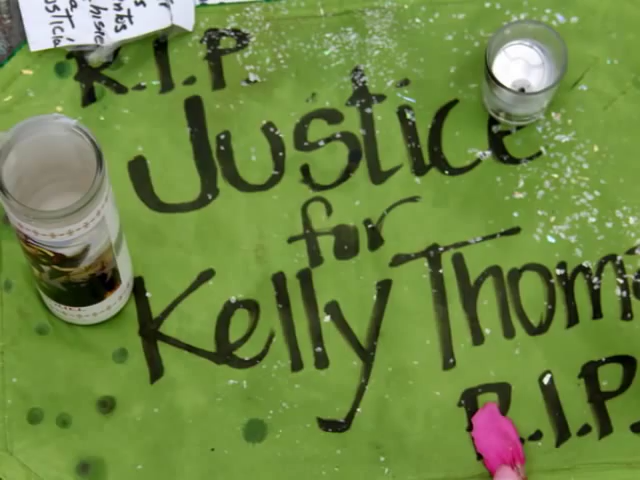 R.I.P.
Justice
for
Kelly Thom
R.I.P.